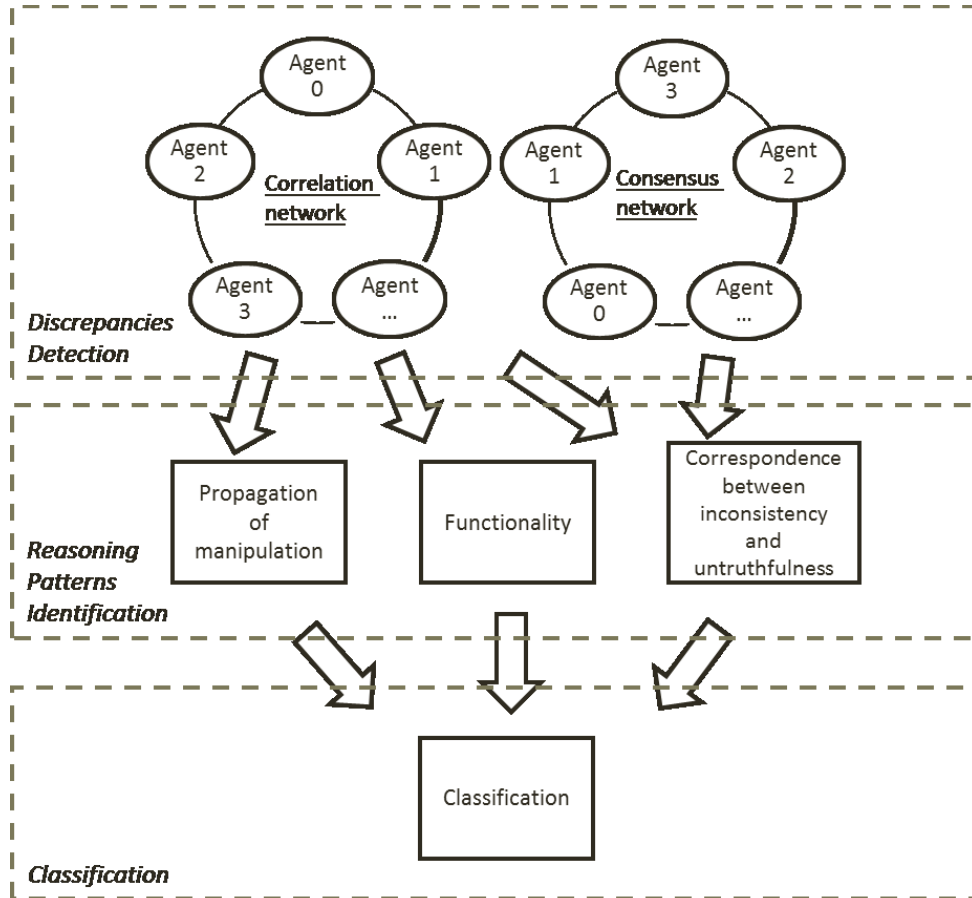 Agent
0
Agent
2
Agent
1
Correlation
network
Agent
3
Agent
...
Agent
3
Agent
1
Agent
2
Consensus
network
Agent
0
Agent
...
Discrepancies
Detection
Propagation
of
manipulation
Functionality
Correspondence
between
inconsistency
and
untruthfulness
Reasoning
Patterns
Identification
Classification
Classification